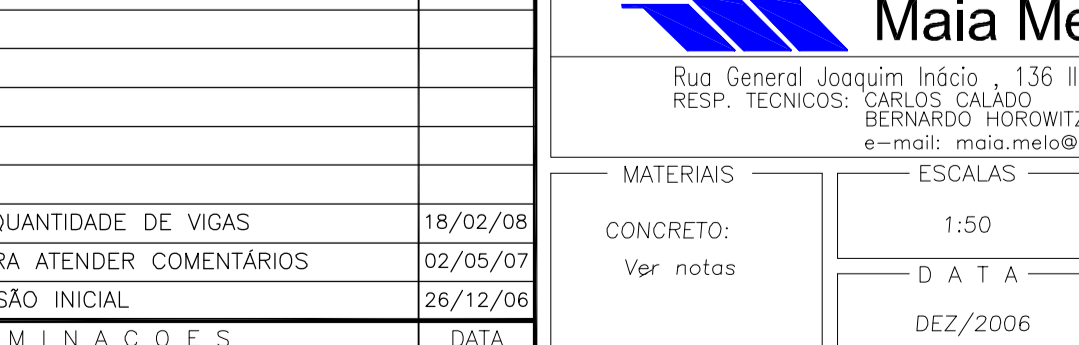 Maia Me
Rua General Joaquim Inácio , 136 Il
RESP. TECNICOS: CARLOS CALADO
BERNARDO HOROWITZ
e-mail: maia.melo@
MATERIAIS
CONCRETO:
Ver notas
ESCALAS
1:50
D A T A
DEZ/2006
QUANTIDADE DE VIGAS 18/02/08
RA ATENDER COMENTÁRIOS 02/05/07
SÃO INICIAL 26/12/06
M I N A Ç O E S DATA